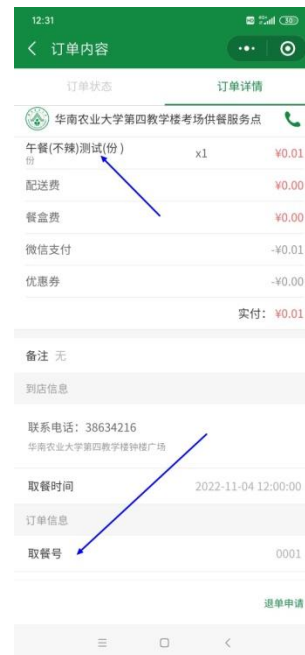 12:31
订单内容
订单状态
订单详情
华南农业大学第四教学楼考场供餐服务点
午餐(不辣)测试(份)
x1
¥0.01
份
配送费
¥0.00
餐盒费
¥0.00
微信支付
-¥0.01
优惠券
-¥0.00
实付： ¥0.01
备注 无
到店信息
联系电话：38634216
华南农业大学第四教学楼钟楼广场
取餐时间
2022-11-04 12:00:00
订单信息
取餐号
0001
退单申请